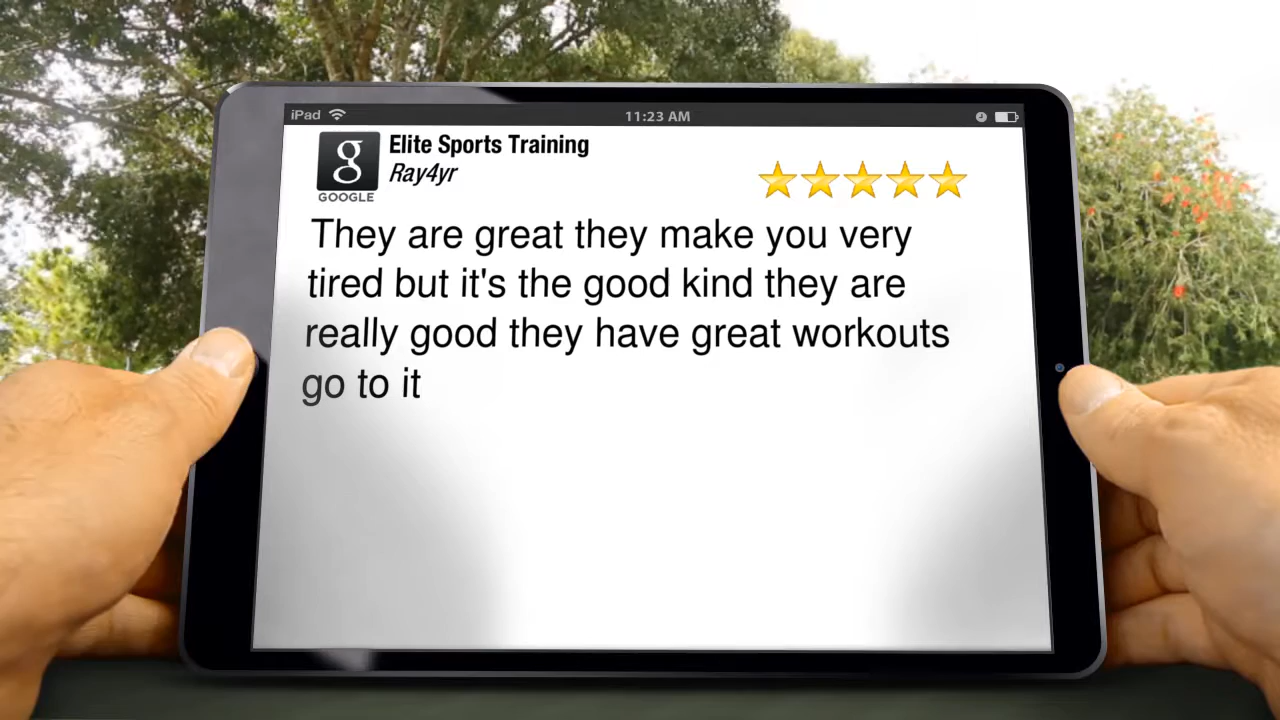 iPad
11:23 AM
g
GOOGLE
Elite Sports Training
Ray4yr
They are great they make you very
tired but it's the good kind they are
really good they have great workouts
go to it